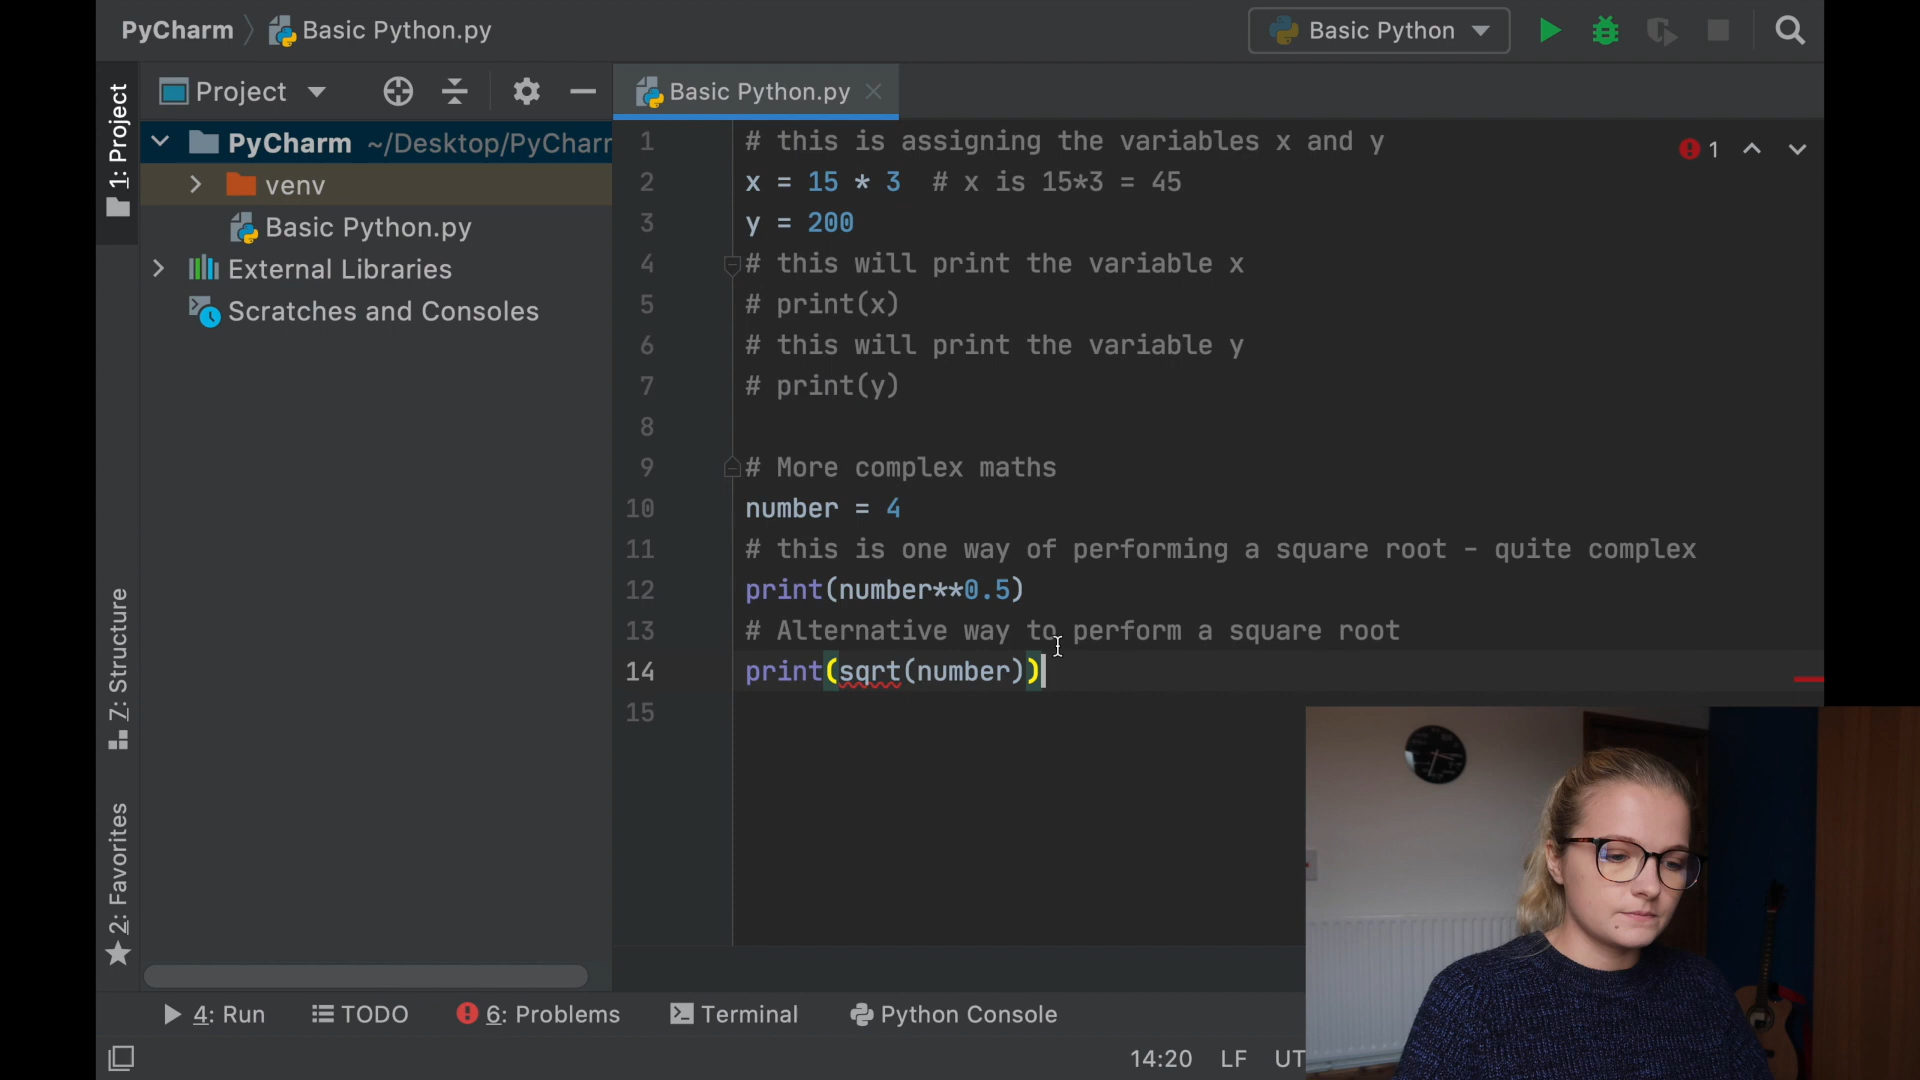 PyCharm Basic Python.py
Basic Python
Project
Basic Python.py
1: Project
PyCharm ~/Desktop/PyChar
venv
Basic Python.py
External Libraries
Scratches and Consoles
7: Structure
2: Favorites
1
1 # this is assigning the variables x and y
2 x = 15 * 3  # x is 15*3 = 45
3 y = 200
4 # this will print the variable x
5 # print(x)
6 # this will print the variable y
7 # print(y)
8
9 # More complex maths
10 number = 4
11 # this is one way of performing a square root - quite complex
12 print(number**0.5)
13 # Alternative way to perform a square root
14 print(sqrt(number))
15
4: Run TODO 6: Problems Terminal Python Console
14:20 LF UT